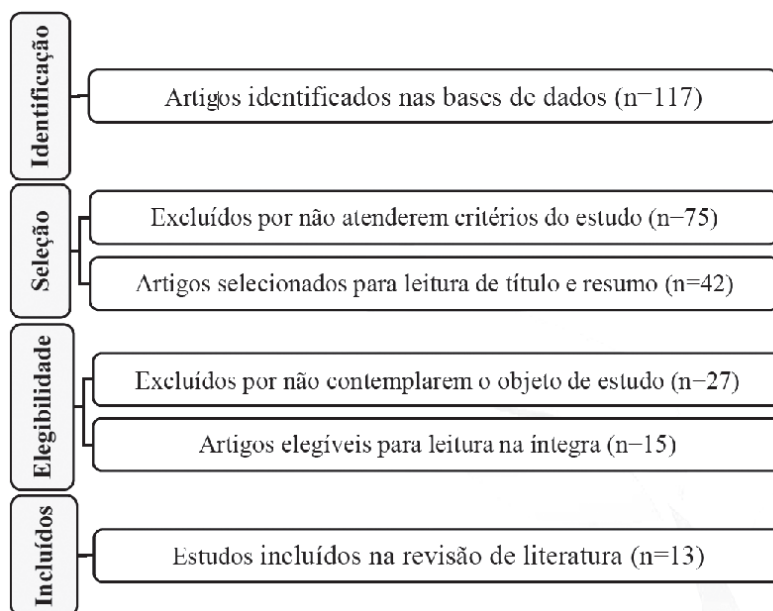 Identificação
Artigos identificados nas bases de dados (n=117)
Seleção
Excluídos por não atenderem critérios do estudo (n=75)
Artigos selecionados para leitura de título e resumo (n=42)
Elegibilidade
Excluídos por não contemplarem o objeto de estudo (n=27)
Artigos elegíveis para leitura na íntegra (n=15)
Incluídos
Estudos incluídos na revisão de literatura (n=13)